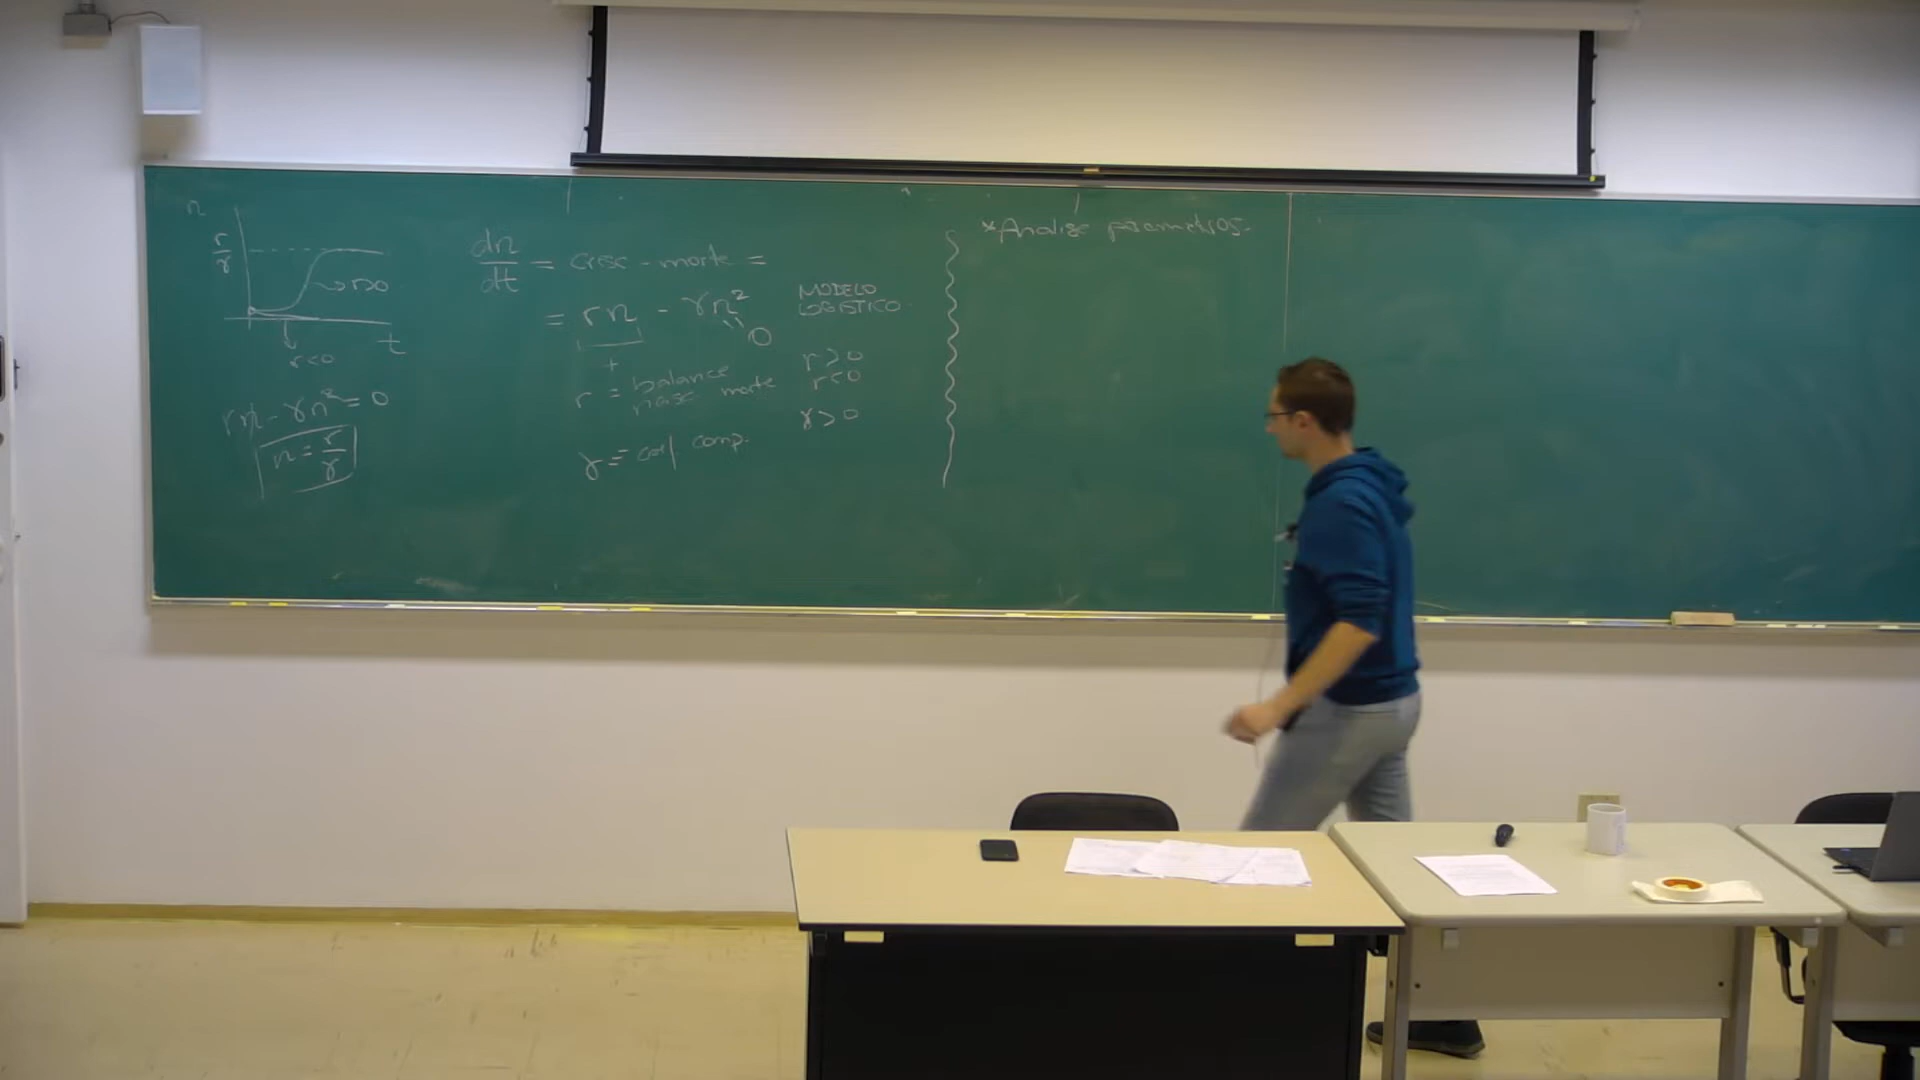 n
r/γ
r>0
t
r<0
rn - γn² = 0
n = r/γ
dn/dt = cresc - morte =
= rn - γn²
0
+
MODELO
LOGÍSTICO
r = balance
nasc morte
r>0
r<0
γ = coef comp.
γ>0
*Analise parametros.